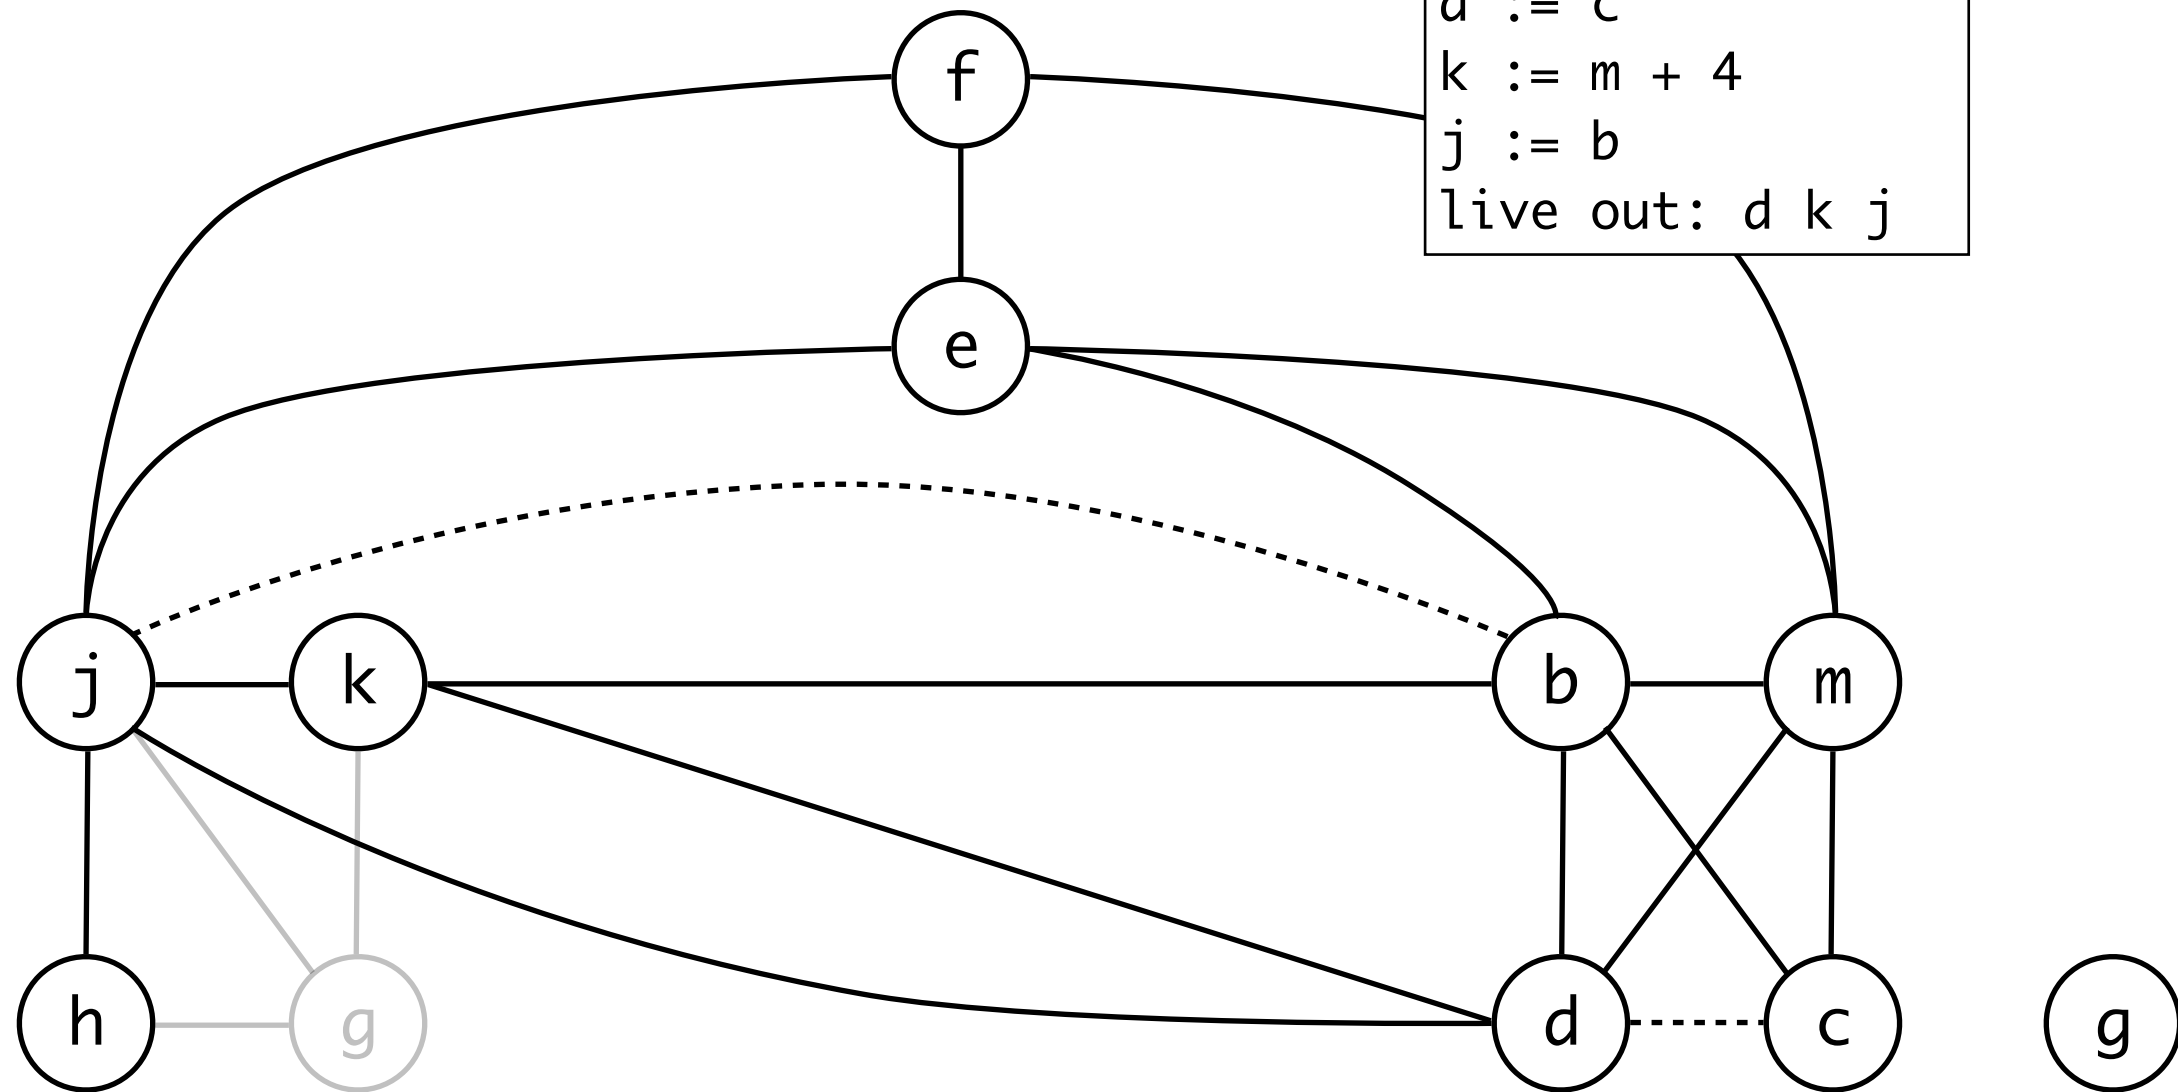 d := c
f
k := m + 4
j := b
live out: d k j
e
j
k
b
m
h
g
d
c
g